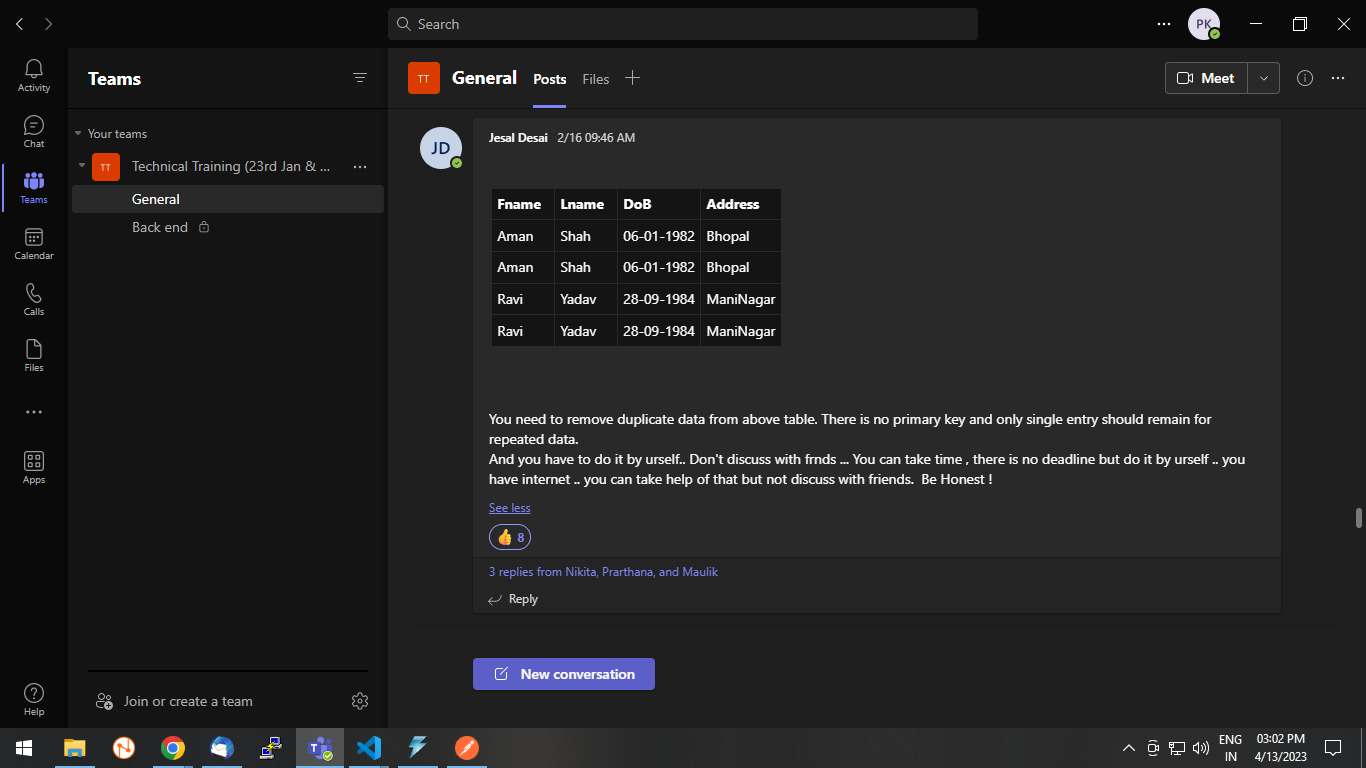 Search
PK
Activity
Chat
Teams
Calendar
Calls
Files
Apps
Help
Teams
Your teams
TT Technical Training (23rd Jan & ...
General
Back end
Join or create a team
TT General Posts Files
Meet
JD
Jesal Desai 2/16 09:46 AM
Fname Lname DoB Address
Aman Shah 06-01-1982 Bhopal
Aman Shah 06-01-1982 Bhopal
Ravi Yadav 28-09-1984 ManiNagar
Ravi Yadav 28-09-1984 ManiNagar
You need to remove duplicate data from above table. There is no primary key and only single entry should remain for
repeated data.
And you have to do it by urself.. Don't discuss with frnds ... You can take time , there is no deadline but do it by urself .. you
have internet .. you can take help of that but not discuss with friends.  Be Honest !
See less
👍 8
3 replies from Nikita, Prarthana, and Maulik
Reply
New conversation
ENG
IN
03:02 PM
4/13/2023